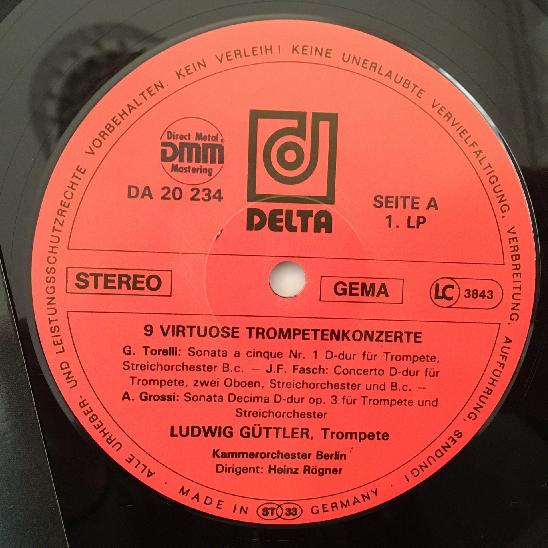 ALLE URHEBER- UND LEISTUNGSSCHUTZRECHTE VORBEHALTEN · KEIN VERLEIH! KEINE UNERLAUBTE VERVIELFÄLTIGUNG, VERBREITUNG, AUFFÜHRUNG, SENDUNG!
Direct Metal
DMM
Mastering
DA 20 234
d
DELTA
SEITE A
1. LP
STEREO
GEMA
LC 3843
9 VIRTUOSE TROMPETENKONZERTE
G. Torelli: Sonata a cinque Nr. 1 D-dur für Trompete,
Streichorchester B.c. — J.F. Fasch: Concerto D-dur für
Trompete, zwei Oboen, Streichorchester und B.c. —
A. Grossi: Sonata Decima D-dur op. 3 für Trompete und
Streichorchester
LUDWIG GÜTTLER, Trompete
Kammerorchester Berlin
Dirigent: Heinz Rögner
· MADE IN GERMANY ·
ST 33